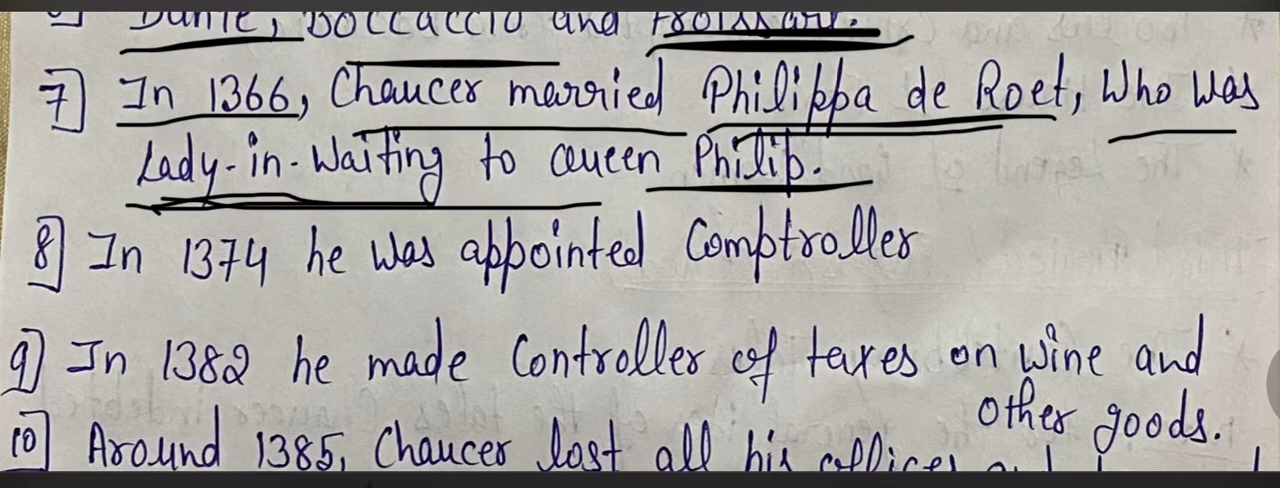 Dante, Boccaccio and Froissart.
7] In 1366, Chaucer married Philippa de Roet, Who Was
Lady-in-Waiting to Queen Philip.
8] In 1374 he was appointed Comptroller
9] In 1382 he made Controller of taxes on wine and
other goods.
10] Around 1385, Chaucer lost all his offices